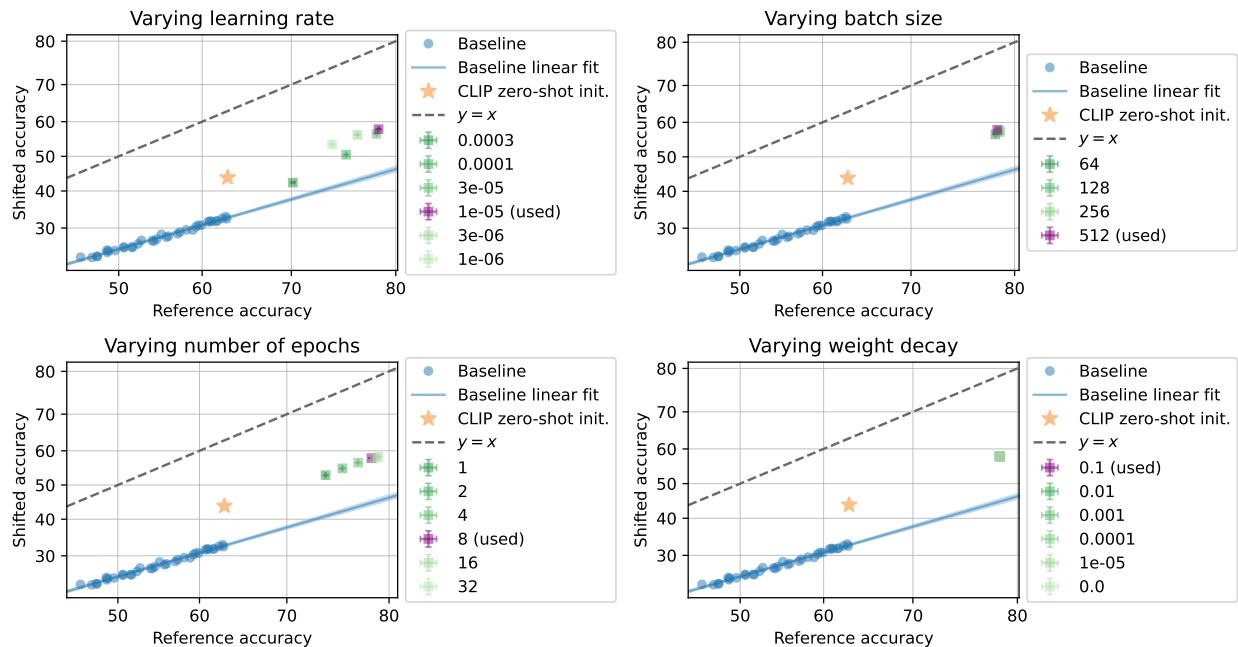 Varying learning rate
80
70
60
50
40
30
50
60
70
80
Shifted accuracy
Reference accuracy
Baseline
Baseline linear fit
CLIP zero-shot init.
y = x
0.0003
0.0001
3e-05
1e-05 (used)
3e-06
1e-06
Varying batch size
80
70
60
50
40
30
50
60
70
80
Shifted accuracy
Reference accuracy
Baseline
Baseline linear fit
CLIP zero-shot init.
y = x
64
128
256
512 (used)
Varying number of epochs
80
70
60
50
40
30
50
60
70
80
Shifted accuracy
Reference accuracy
Baseline
Baseline linear fit
CLIP zero-shot init.
y = x
1
2
4
8 (used)
16
32
Varying weight decay
80
70
60
50
40
30
50
60
70
80
Shifted accuracy
Reference accuracy
Baseline
Baseline linear fit
CLIP zero-shot init.
y = x
0.1 (used)
0.01
0.001
0.0001
1e-05
0.0